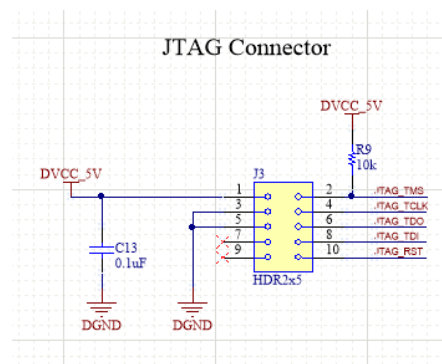 JTAG Connector
DVCC_5V
R9
10k
DVCC_5V
J3
1 2 JTAG_TMS
3 4 JTAG_TCLK
5 6 JTAG_TDO
7 8 JTAG_TDI
9 10 JTAG_RST
C13
0.1uF
HDR2x5
DGND DGND